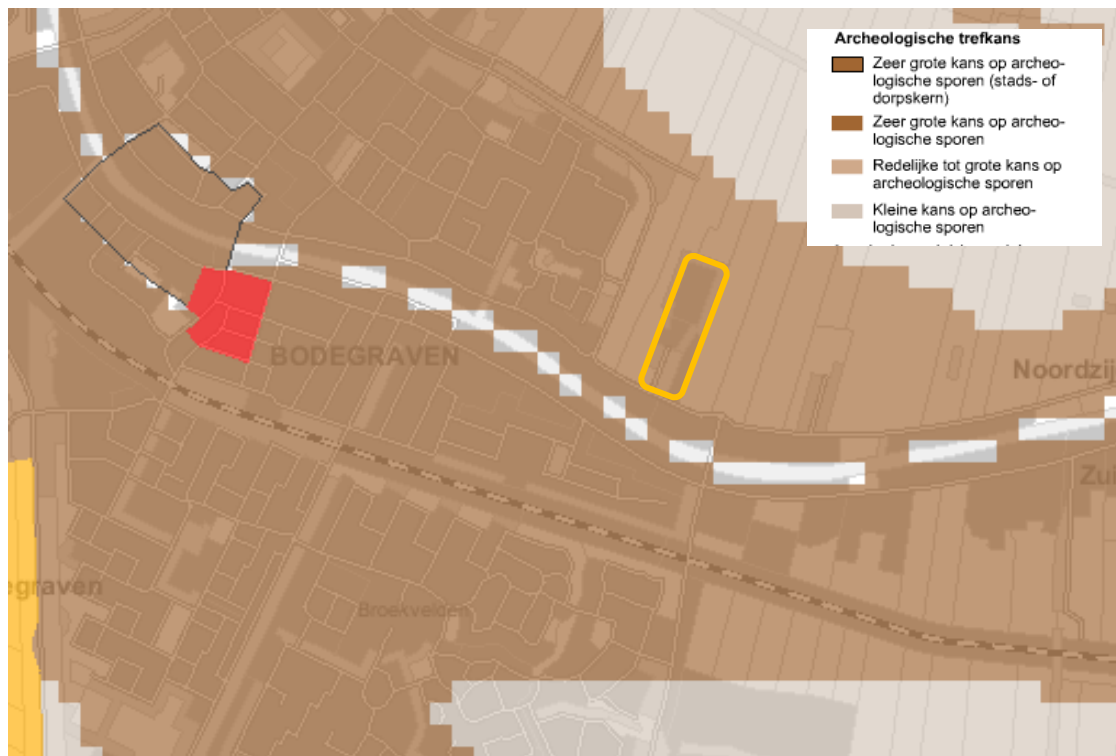 Archeologische trefkans
Zeer grote kans op archeo-
logische sporen (stads- of
dorpskern)
Zeer grote kans op archeo-
logische sporen
Redelijke tot grote kans op
archeologische sporen
Kleine kans op archeo-
logische sporen
BODEGRAVEN
Noordzij
Zui
egraven
Broekvelden